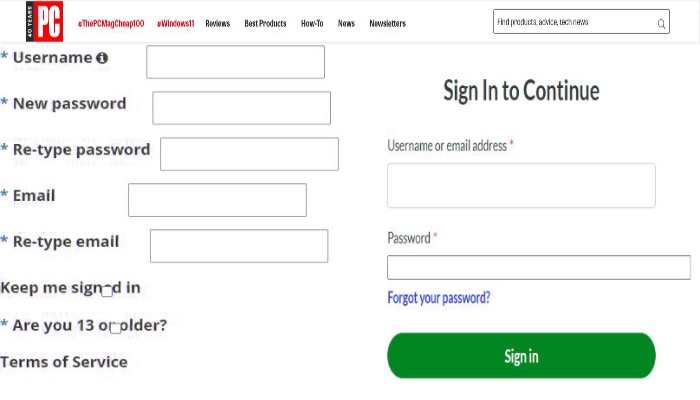 40 YEARS
PC
#ThePCMagCheap100 #Windows11 Reviews Best Products How-To News Newsletters
Find products, advice, tech news
* Username
* New password
* Re-type password
* Email
* Re-type email
Keep me signed in
* Are you 13 or older?
Terms of Service
Sign In to Continue
Username or email address *
Password *
Forgot your password?
Sign in